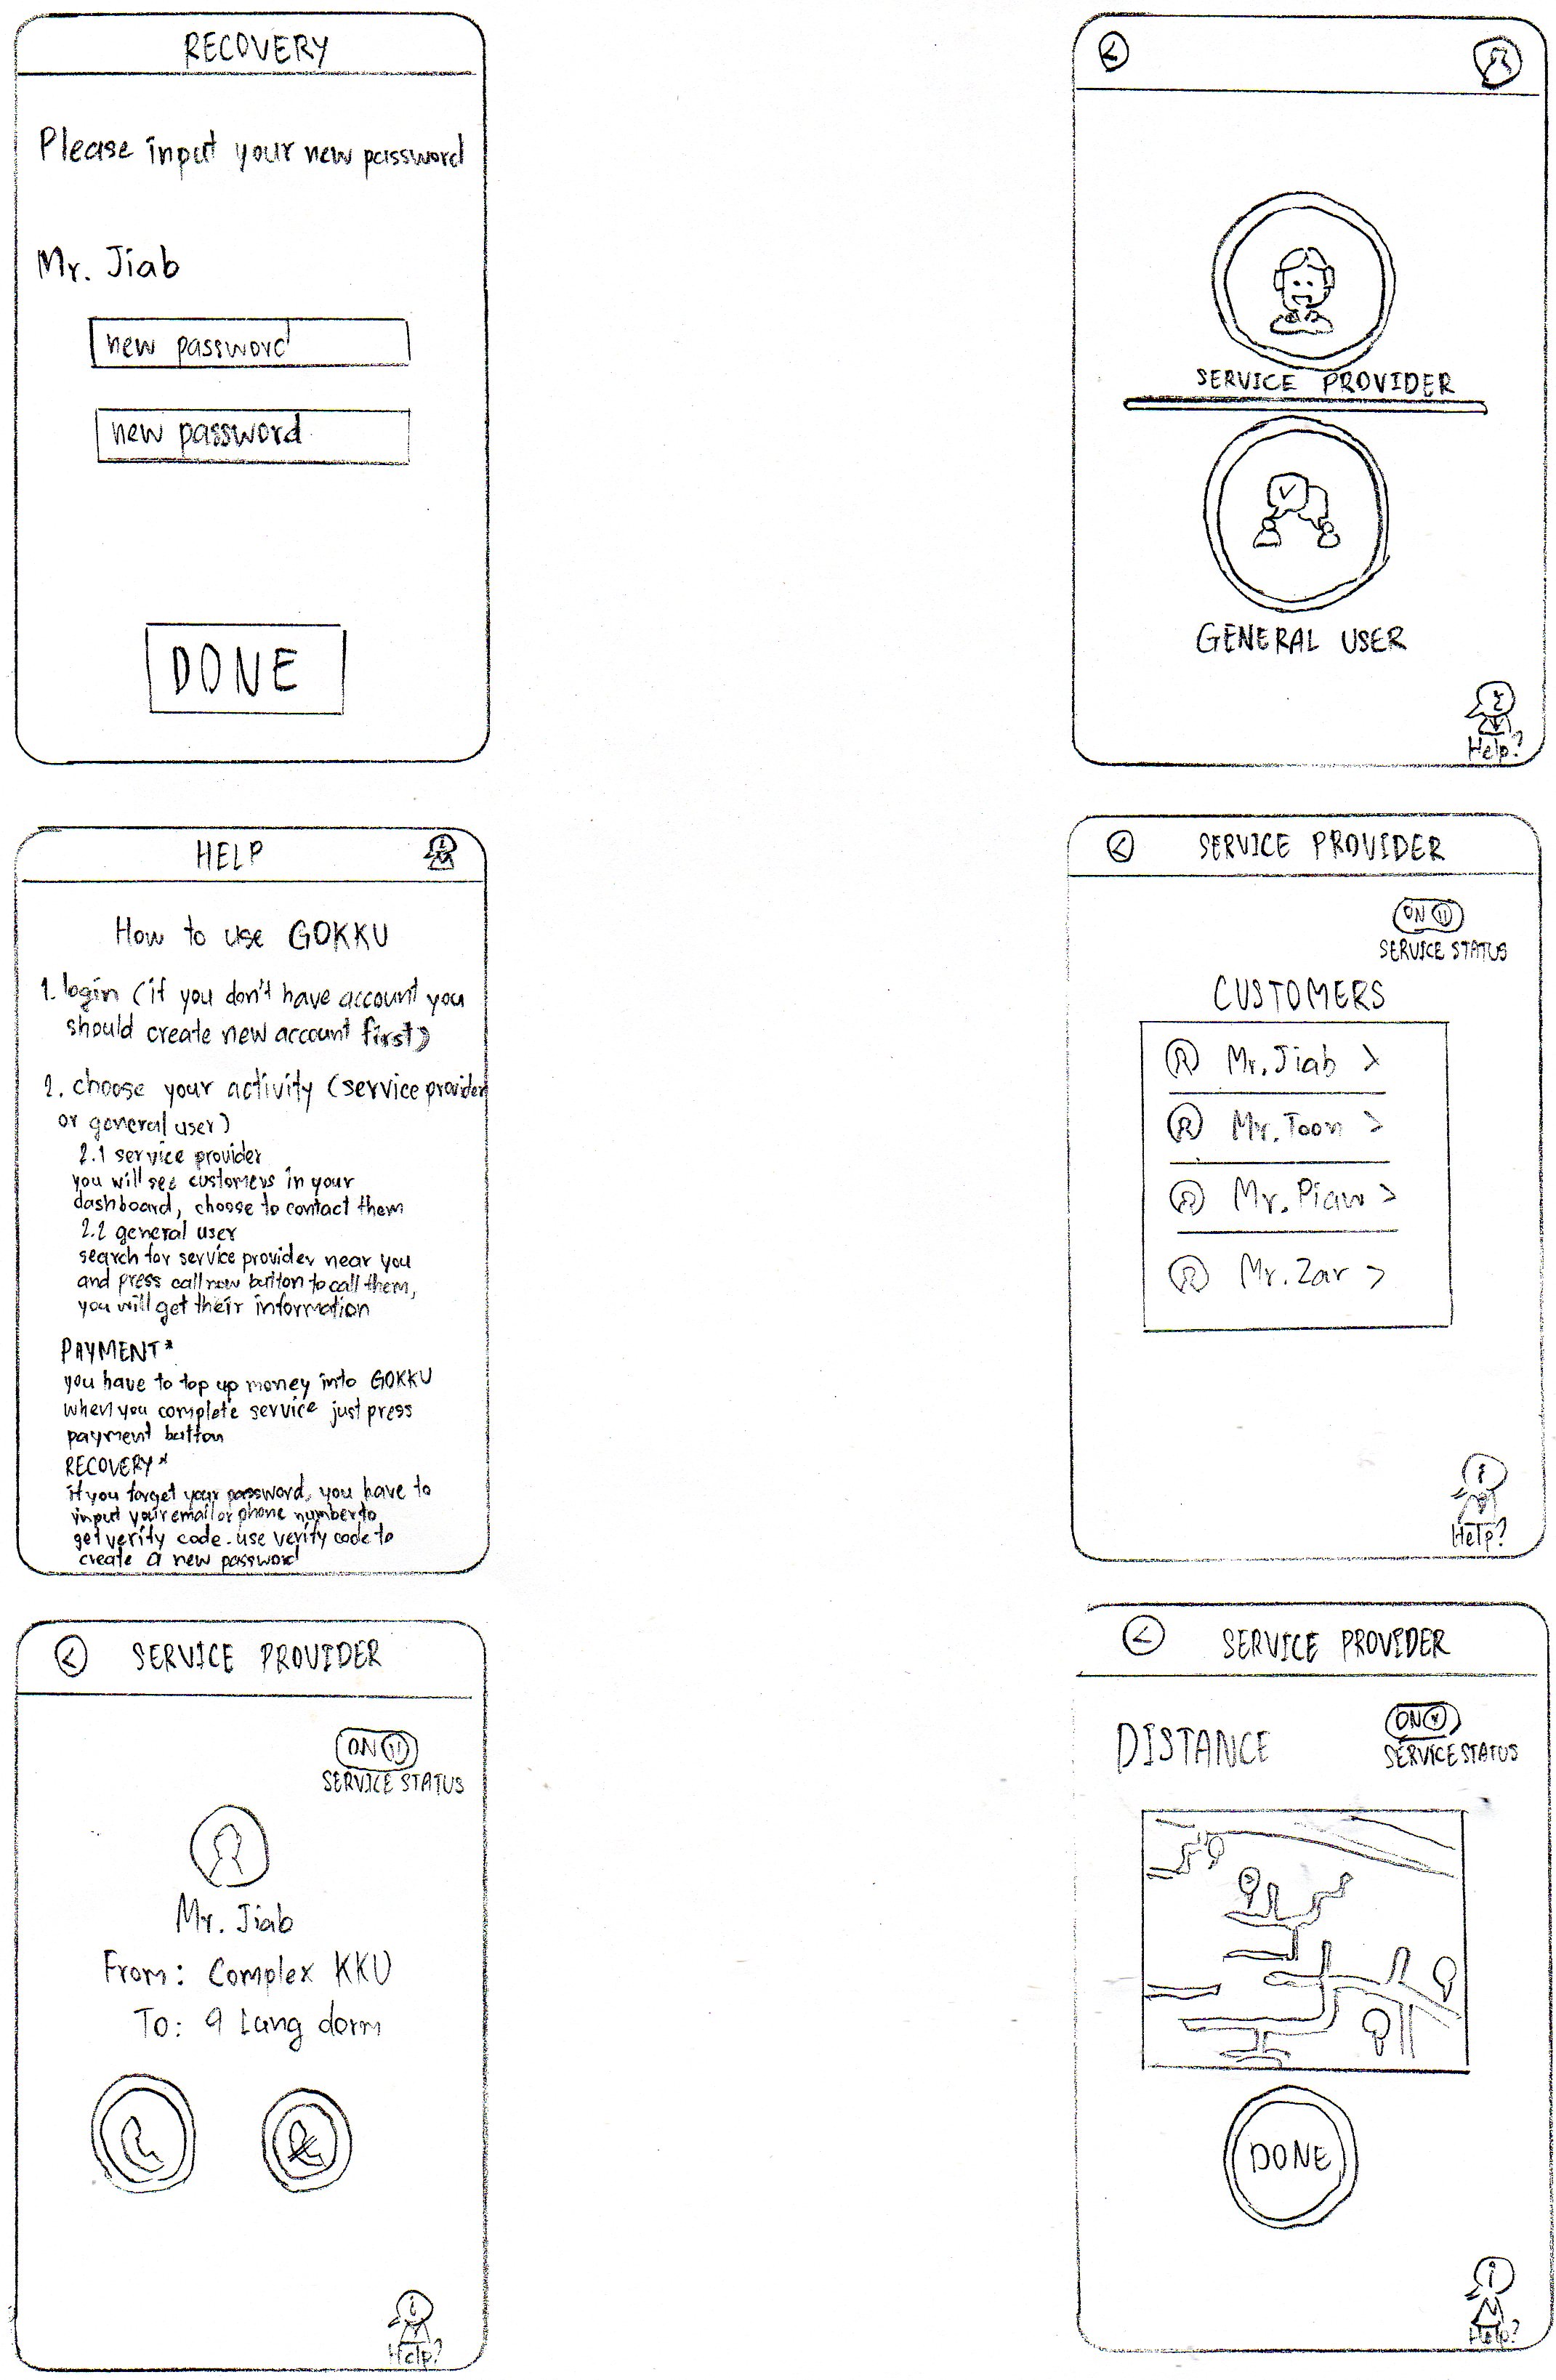 RECOVERY
Please input your new password
Mr. Jiab
new password
new password
DONE
SERVICE PROVIDER
GENERAL USER
Help?
HELP
How to use GOKKU
1. login (if you don't have account you
should create new account first)
2. choose your activity (service provider
or general user)
2.1 service provider
you will see customers in your
dashboard, choose to contact them
2.2 general user
search for service provider near you
and press call now button to call them,
you will get their information
PAYMENT*
you have to top up money into GOKKU
when you complete service just press
payment button
RECOVERY*
if you forget your password, you have to
input your email or phone number to
get verify code. use verify code to
create a new password
SERVICE PROVIDER
ON
SERVICE STATUS
CUSTOMERS
Mr. Jiab >
Mr. Toon >
Mr. Piaw >
Mr. Zar >
Help?
SERVICE PROVIDER
ON
SERVICE STATUS
Mr. Jiab
From: Complex KKU
To: 9 Lang dorm
Help?
SERVICE PROVIDER
DISTANCE
ON
SERVICE STATUS
DONE
Help?